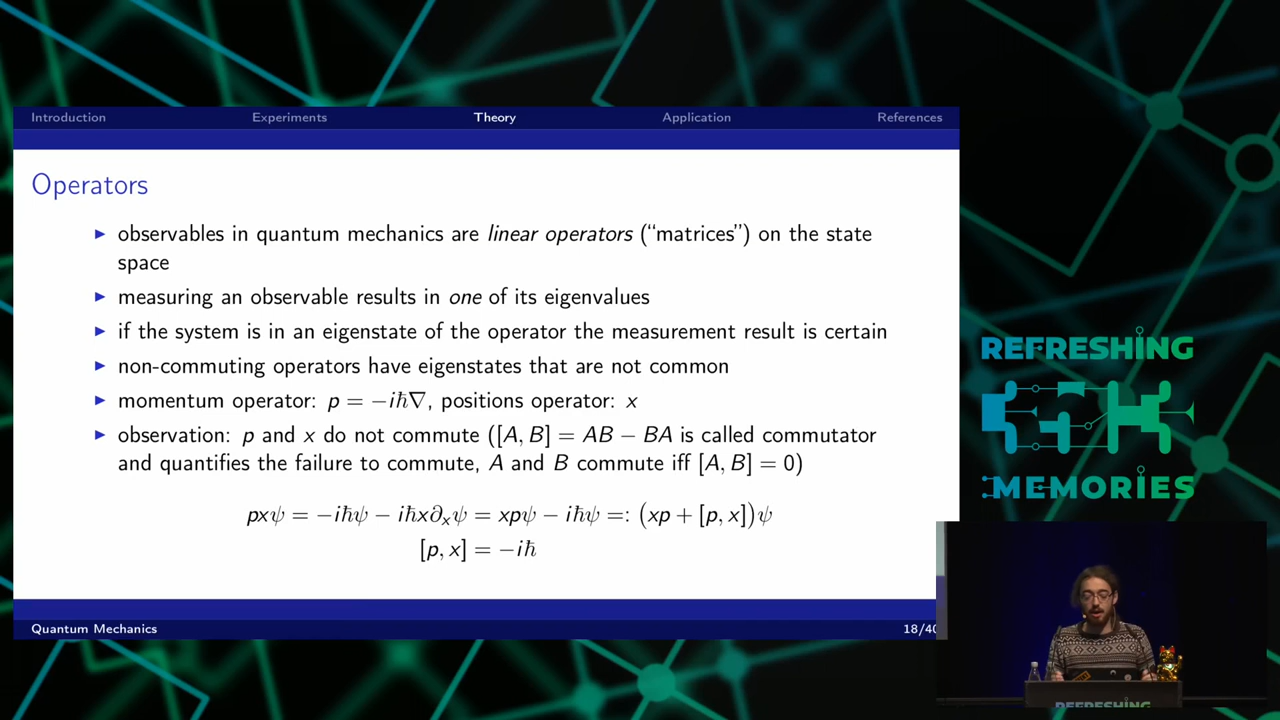 Introduction Experiments Theory Application References
Operators
▶ observables in quantum mechanics are linear operators (“matrices”) on the state
space
▶ measuring an observable results in one of its eigenvalues
▶ if the system is in an eigenstate of the operator the measurement result is certain
▶ non-commuting operators have eigenstates that are not common
▶ momentum operator: p = −iℏ∇, positions operator: x
▶ observation: p and x do not commute ([A, B] = AB − BA is called commutator
and quantifies the failure to commute, A and B commute iff [A, B] = 0)
pxψ = −iℏψ − iℏx∂ₓψ = xpψ − iℏψ =: (xp + [p, x])ψ
[p, x] = −iℏ
Quantum Mechanics 18/40
REFRESHING
MEMORIES
REFRESHING